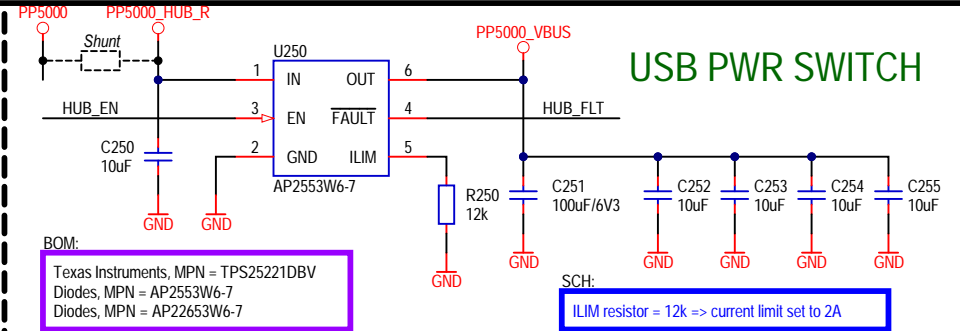 PP5000 PP5000_HUB_R
Shunt
PP5000_VBUS
USB PWR SWITCH
U250
1 IN OUT 6
HUB_EN 3 EN FAULT 4 HUB_FLT
2 GND ILIM 5
AP2553W6-7
C250
10uF
R250
12k
C251
100uF/6V3
C252
10uF
C253
10uF
C254
10uF
C255
10uF
GND GND GND GND GND GND GND GND
BOM:
Texas Instruments, MPN = TPS25221DBV
Diodes, MPN = AP2553W6-7
Diodes, MPN = AP22653W6-7
SCH:
ILIM resistor = 12k => current limit set to 2A